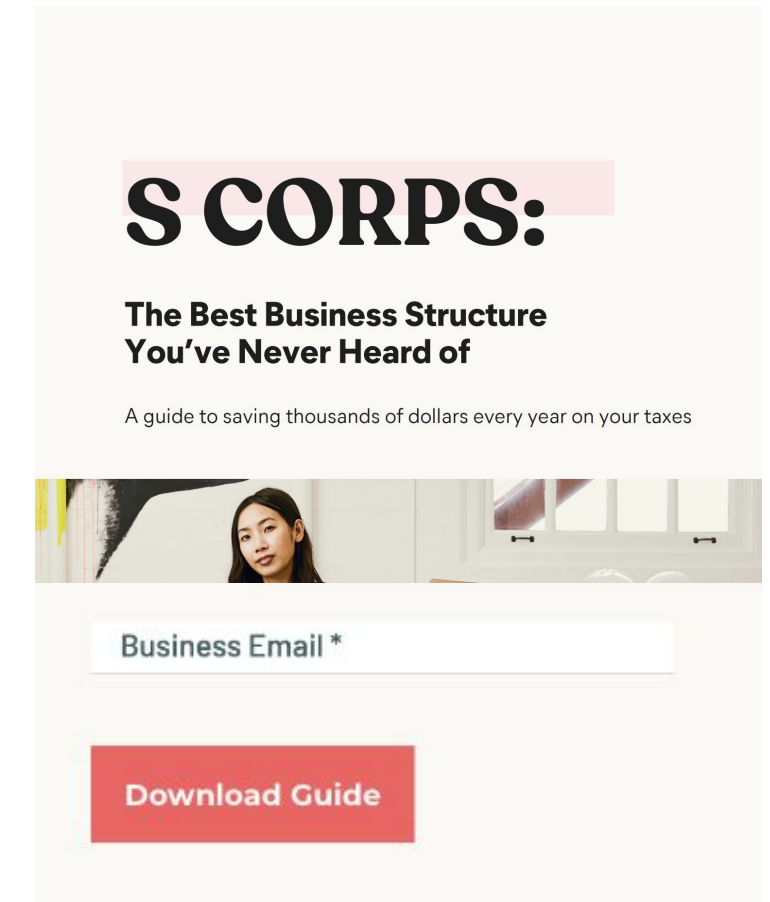 S CORPS:
The Best Business Structure
You’ve Never Heard of
A guide to saving thousands of dollars every year on your taxes
Business Email *
Download Guide